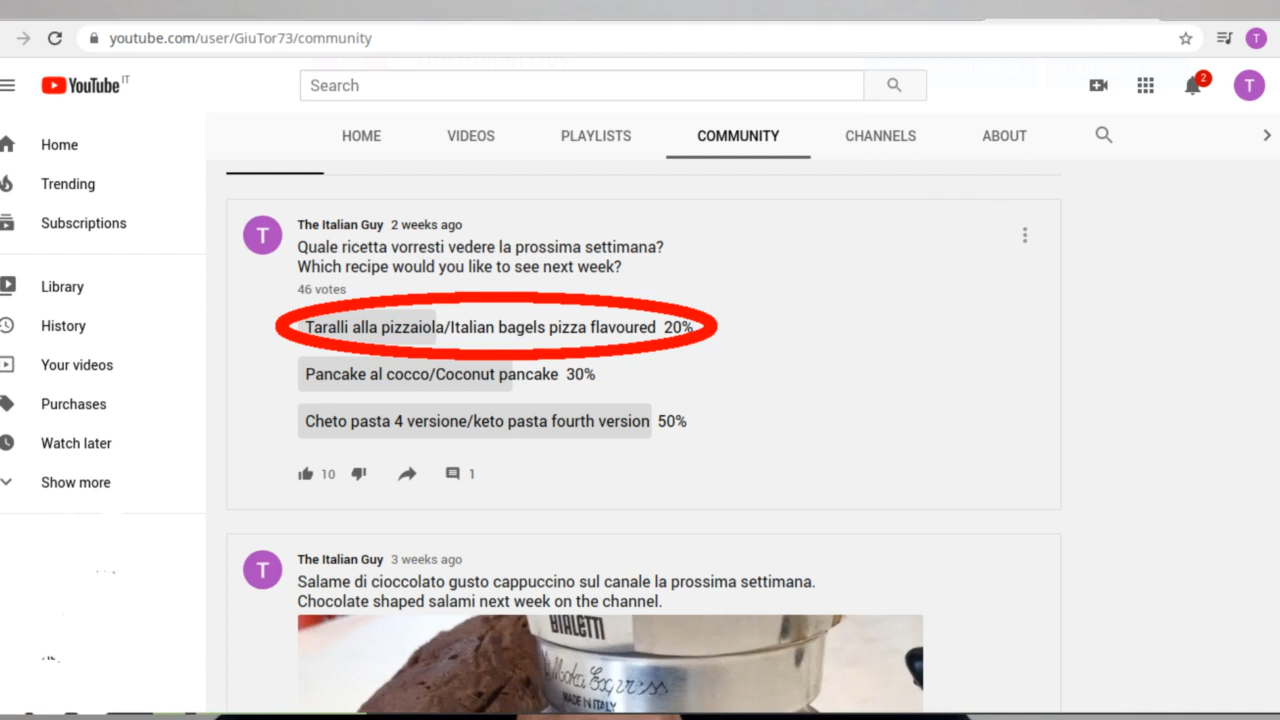 youtube.com/user/GiuTor73/community
T
YouTube IT
Search
2
T
Home
Trending
Subscriptions
Library
History
Your videos
Purchases
Watch later
Show more
HOME VIDEOS PLAYLISTS COMMUNITY CHANNELS ABOUT
T
The Italian Guy 2 weeks ago
Quale ricetta vorresti vedere la prossima settimana?
Which recipe would you like to see next week?
46 votes
Taralli alla pizzaiola/Italian bagels pizza flavoured 20%
Pancake al cocco/Coconut pancake 30%
Cheto pasta 4 versione/keto pasta fourth version 50%
10 1
T
The Italian Guy 3 weeks ago
Salame di cioccolato gusto cappuccino sul canale la prossima settimana.
Chocolate shaped salami next week on the channel.
BIALETTI
Moka Express
MADE IN ITALY